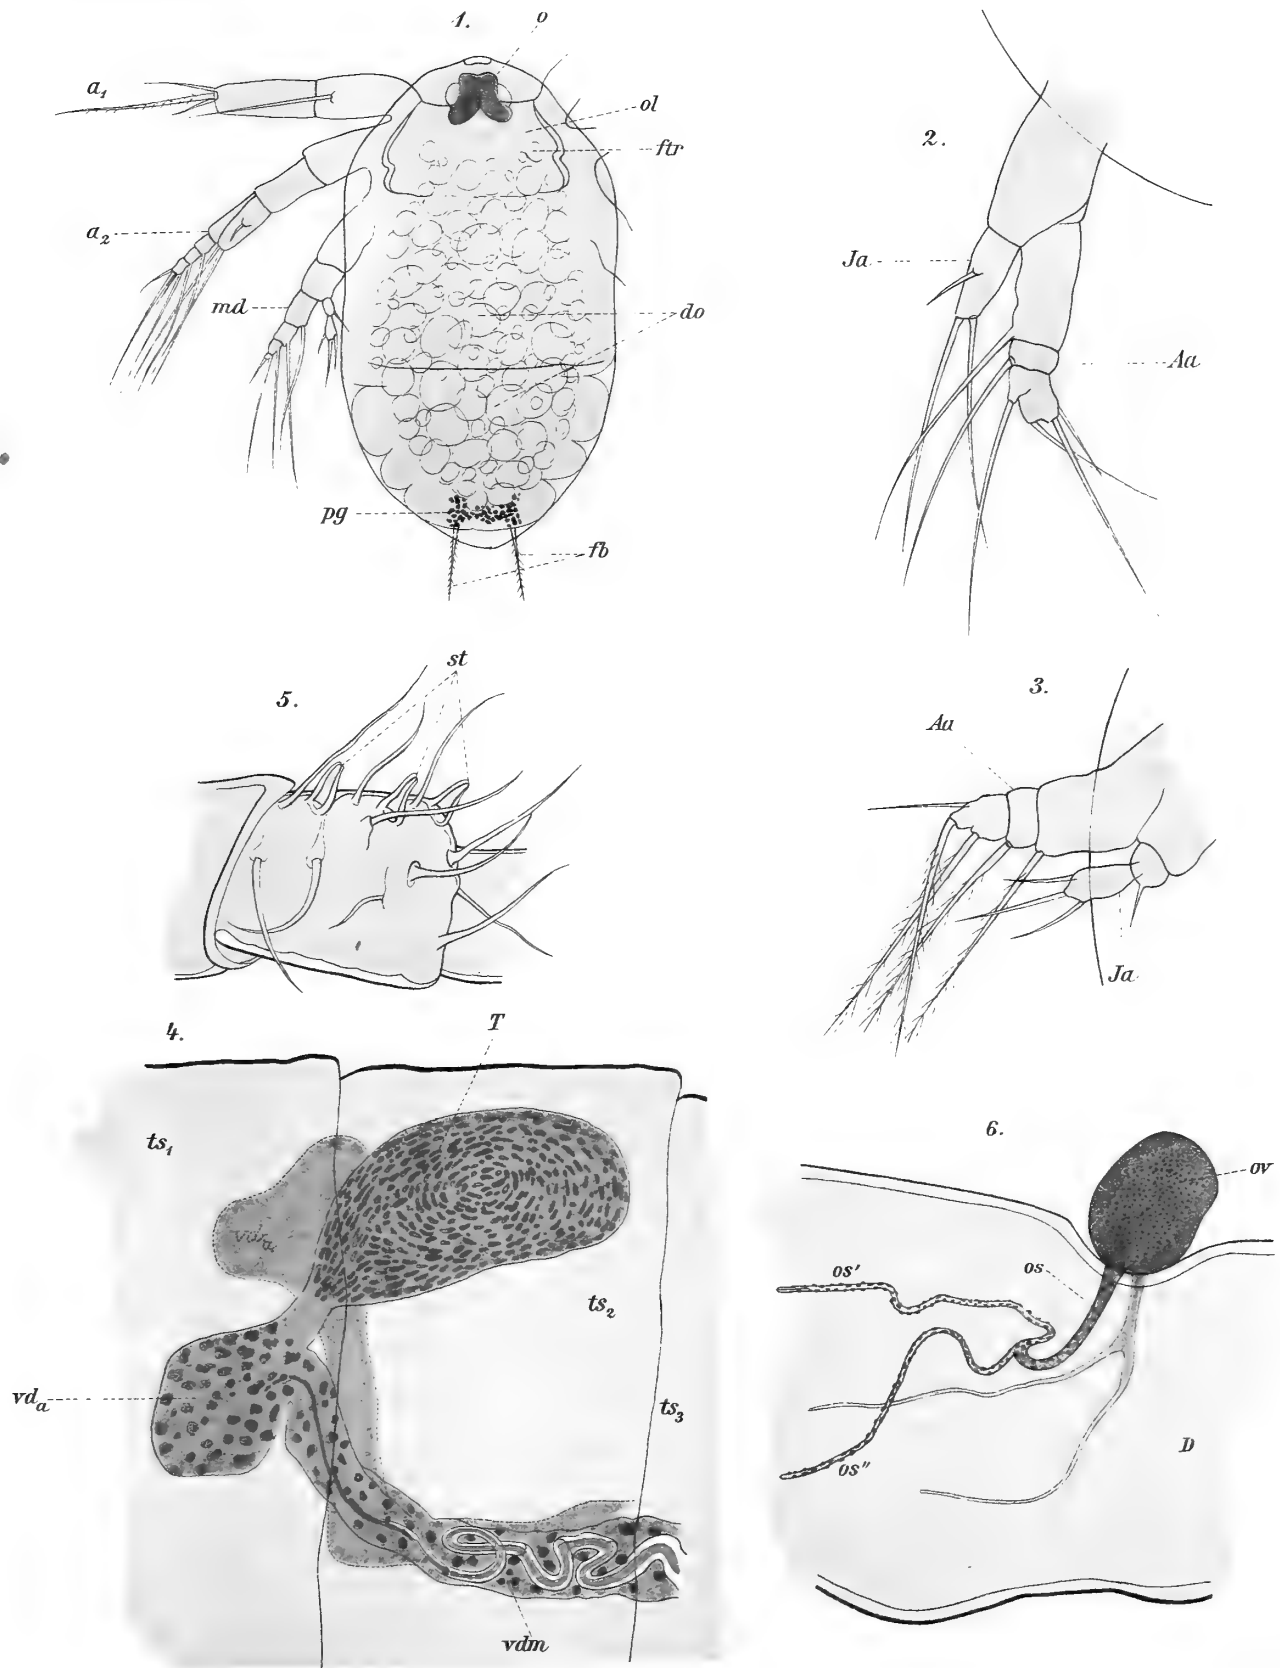 1.
o
a₁
ol
ftr
a₂
md
do
pg
fb
2.
Ja
Aa
5.
st
3.
Aa
Ja
4.
T
ts₁
vdₐ
ts₂
vdₐ
ts₃
vdm
6.
ov
os
os'
os"
D